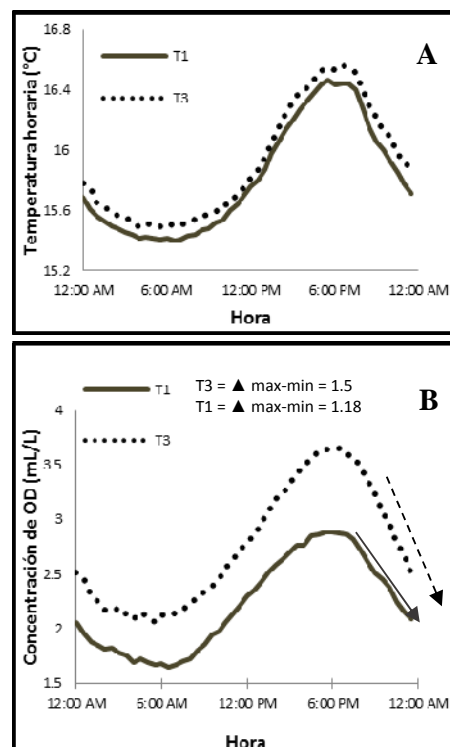 A
T1
T3
Temperatura horaria (°C)
16.8
16.4
16
15.6
15.2
12:00 AM 6:00 AM 12:00 PM 6:00 PM 12:00 AM
Hora
B
T1
T3
T3 = ▲ max-min = 1.5
T1 = ▲ max-min = 1.18
Concentración de OD (mL/L)
4
3.5
3
2.5
2
1.5
12:00 AM 5:00 AM 12:00 PM 6:00 PM 12:00 AM
Hora